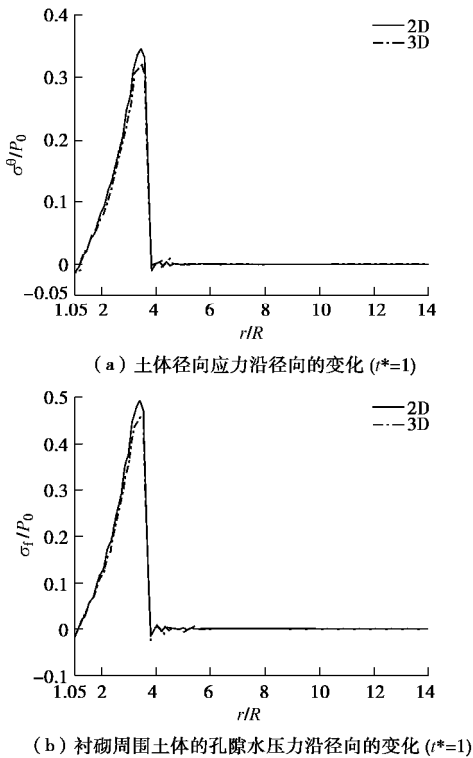 0.4
2D
3D
0.3
0.2
0.1
0
−0.05
σ^θ/P₀
1.05 2 4 6 8 10 12 14
r/R
（a）土体径向应力沿径向的变化 (t*=1)
0.5
2D
3D
0.4
0.3
0.2
0.1
0
−0.1
σ_f/P₀
1.05 2 4 6 8 10 12 14
r/R
（b）衬砌周围土体的孔隙水压力沿径向的变化 (t*=1)